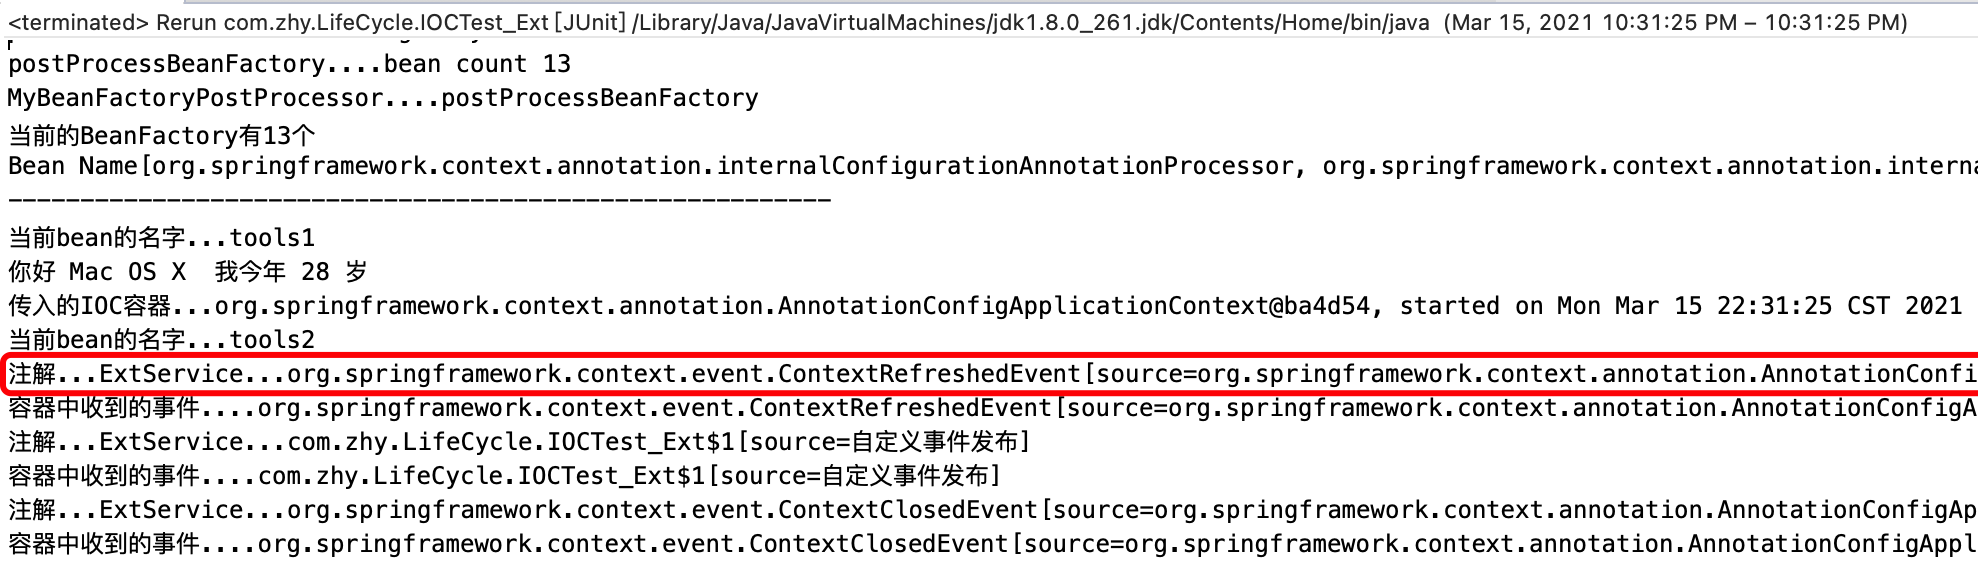 <terminated> Rerun com.zhy.LifeCycle.IOCTest_Ext [JUnit] /Library/Java/JavaVirtualMachines/jdk1.8.0_261.jdk/Contents/Home/bin/java (Mar 15, 2021 10:31:25 PM – 10:31:25 PM)
postProcessBeanFactory....bean count 13
MyBeanFactoryPostProcessor....postProcessBeanFactory
当前的BeanFactory有13个
Bean Name[org.springframework.context.annotation.internalConfigurationAnnotationProcessor, org.springframework.context.annotation.interna
---------------------------------------------------------
当前bean的名字...tools1
你好 Mac OS X  我今年 28 岁
传入的IOC容器...org.springframework.context.annotation.AnnotationConfigApplicationContext@ba4d54, started on Mon Mar 15 22:31:25 CST 2021
当前bean的名字...tools2
注解...ExtService...org.springframework.context.event.ContextRefreshedEvent[source=org.springframework.context.annotation.AnnotationConfi
容器中收到的事件....org.springframework.context.event.ContextRefreshedEvent[source=org.springframework.context.annotation.AnnotationConfigA
注解...ExtService...com.zhy.LifeCycle.IOCTest_Ext$1[source=自定义事件发布]
容器中收到的事件....com.zhy.LifeCycle.IOCTest_Ext$1[source=自定义事件发布]
注解...ExtService...org.springframework.context.event.ContextClosedEvent[source=org.springframework.context.annotation.AnnotationConfigAp
容器中收到的事件....org.springframework.context.event.ContextClosedEvent[source=org.springframework.context.annotation.AnnotationConfigAppl